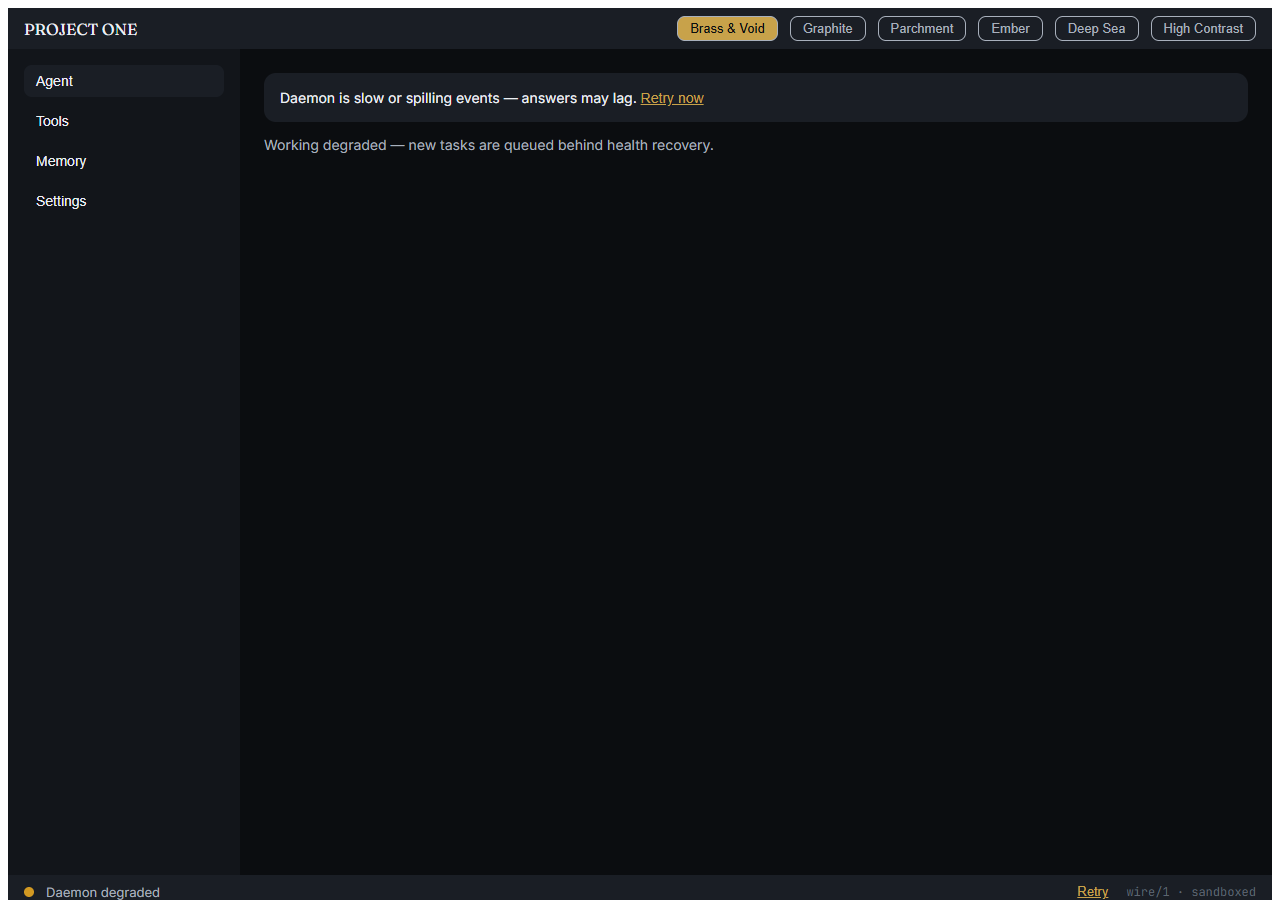 PROJECT ONE
Brass & Void
Graphite
Parchment
Ember
Deep Sea
High Contrast
Agent
Tools
Memory
Settings
Daemon is slow or spilling events — answers may lag. Retry now
Working degraded — new tasks are queued behind health recovery.
Daemon degraded
Retry
wire/1 · sandboxed